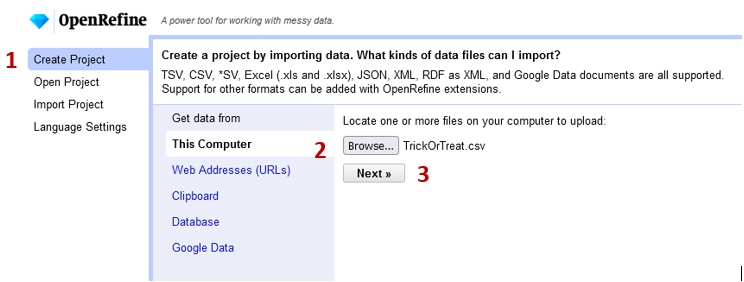 OpenRefine A power tool for working with messy data.
1 Create Project
Open Project
Import Project
Language Settings
Create a project by importing data. What kinds of data files can I import?
TSV, CSV, *SV, Excel (.xls and .xlsx), JSON, XML, RDF as XML, and Google Data documents are all supported.
Support for other formats can be added with OpenRefine extensions.
Get data from
This Computer
Web Addresses (URLs)
Clipboard
Database
Google Data
Locate one or more files on your computer to upload:
2 Browse... TrickOrTreat.csv
Next » 3